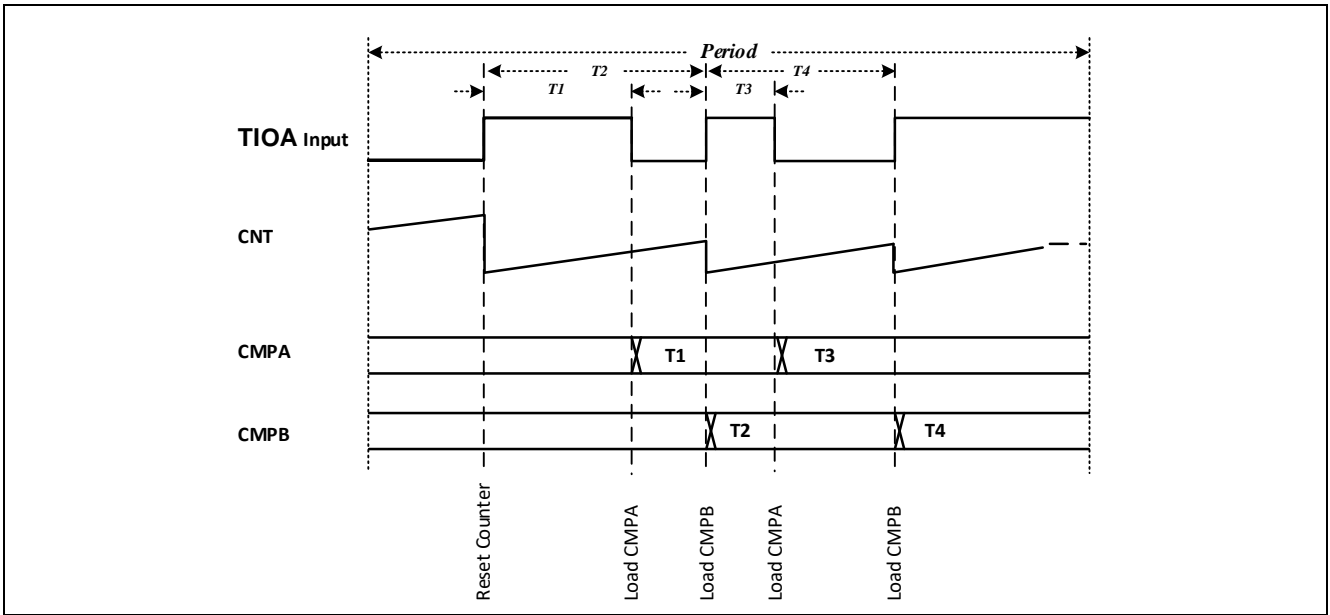 Period
T2 T4
T1 T3
TIOA Input
CNT
CMPA T1 T3
CMPB T2 T4
Reset Counter
Load CMPA
Load CMPB
Load CMPA
Load CMPB